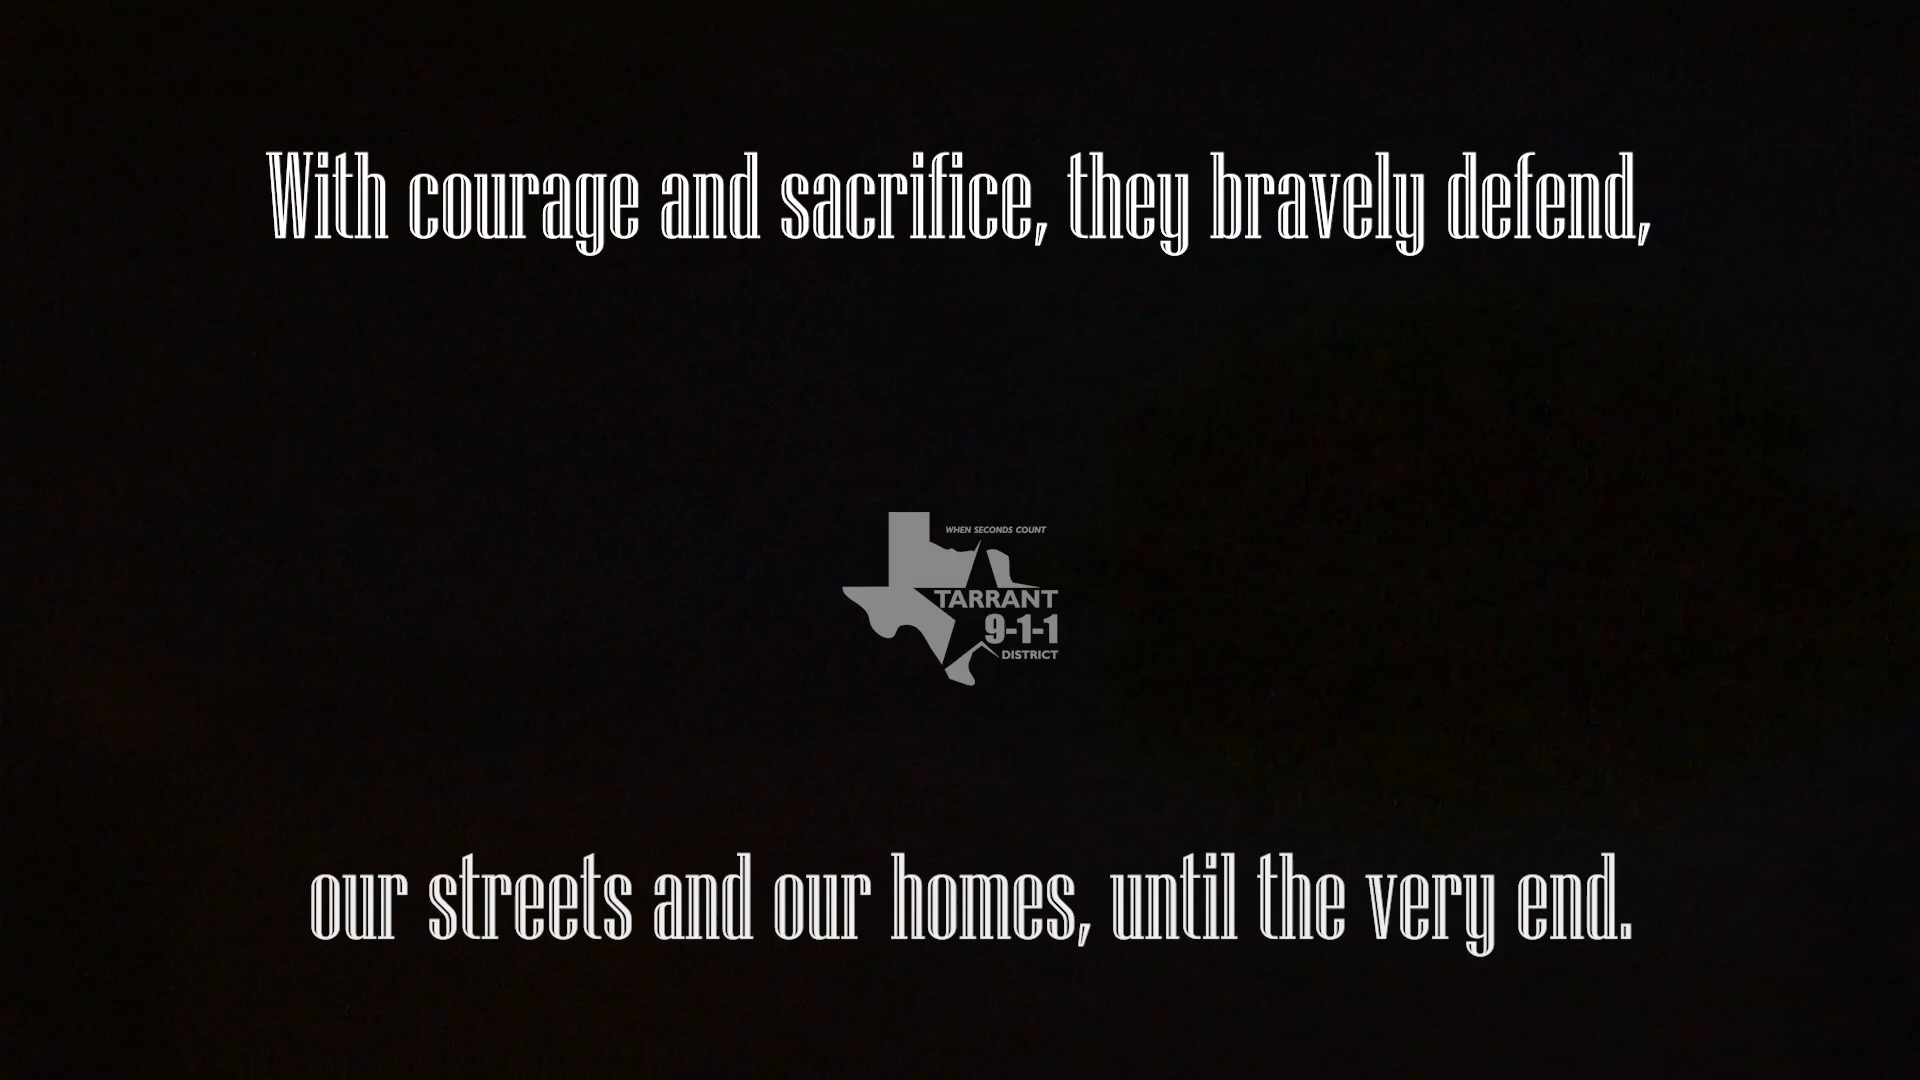 With courage and sacrifice, they bravely defend,
WHEN SECONDS COUNT
TARRANT
9-1-1
DISTRICT
our streets and our homes, until the very end.